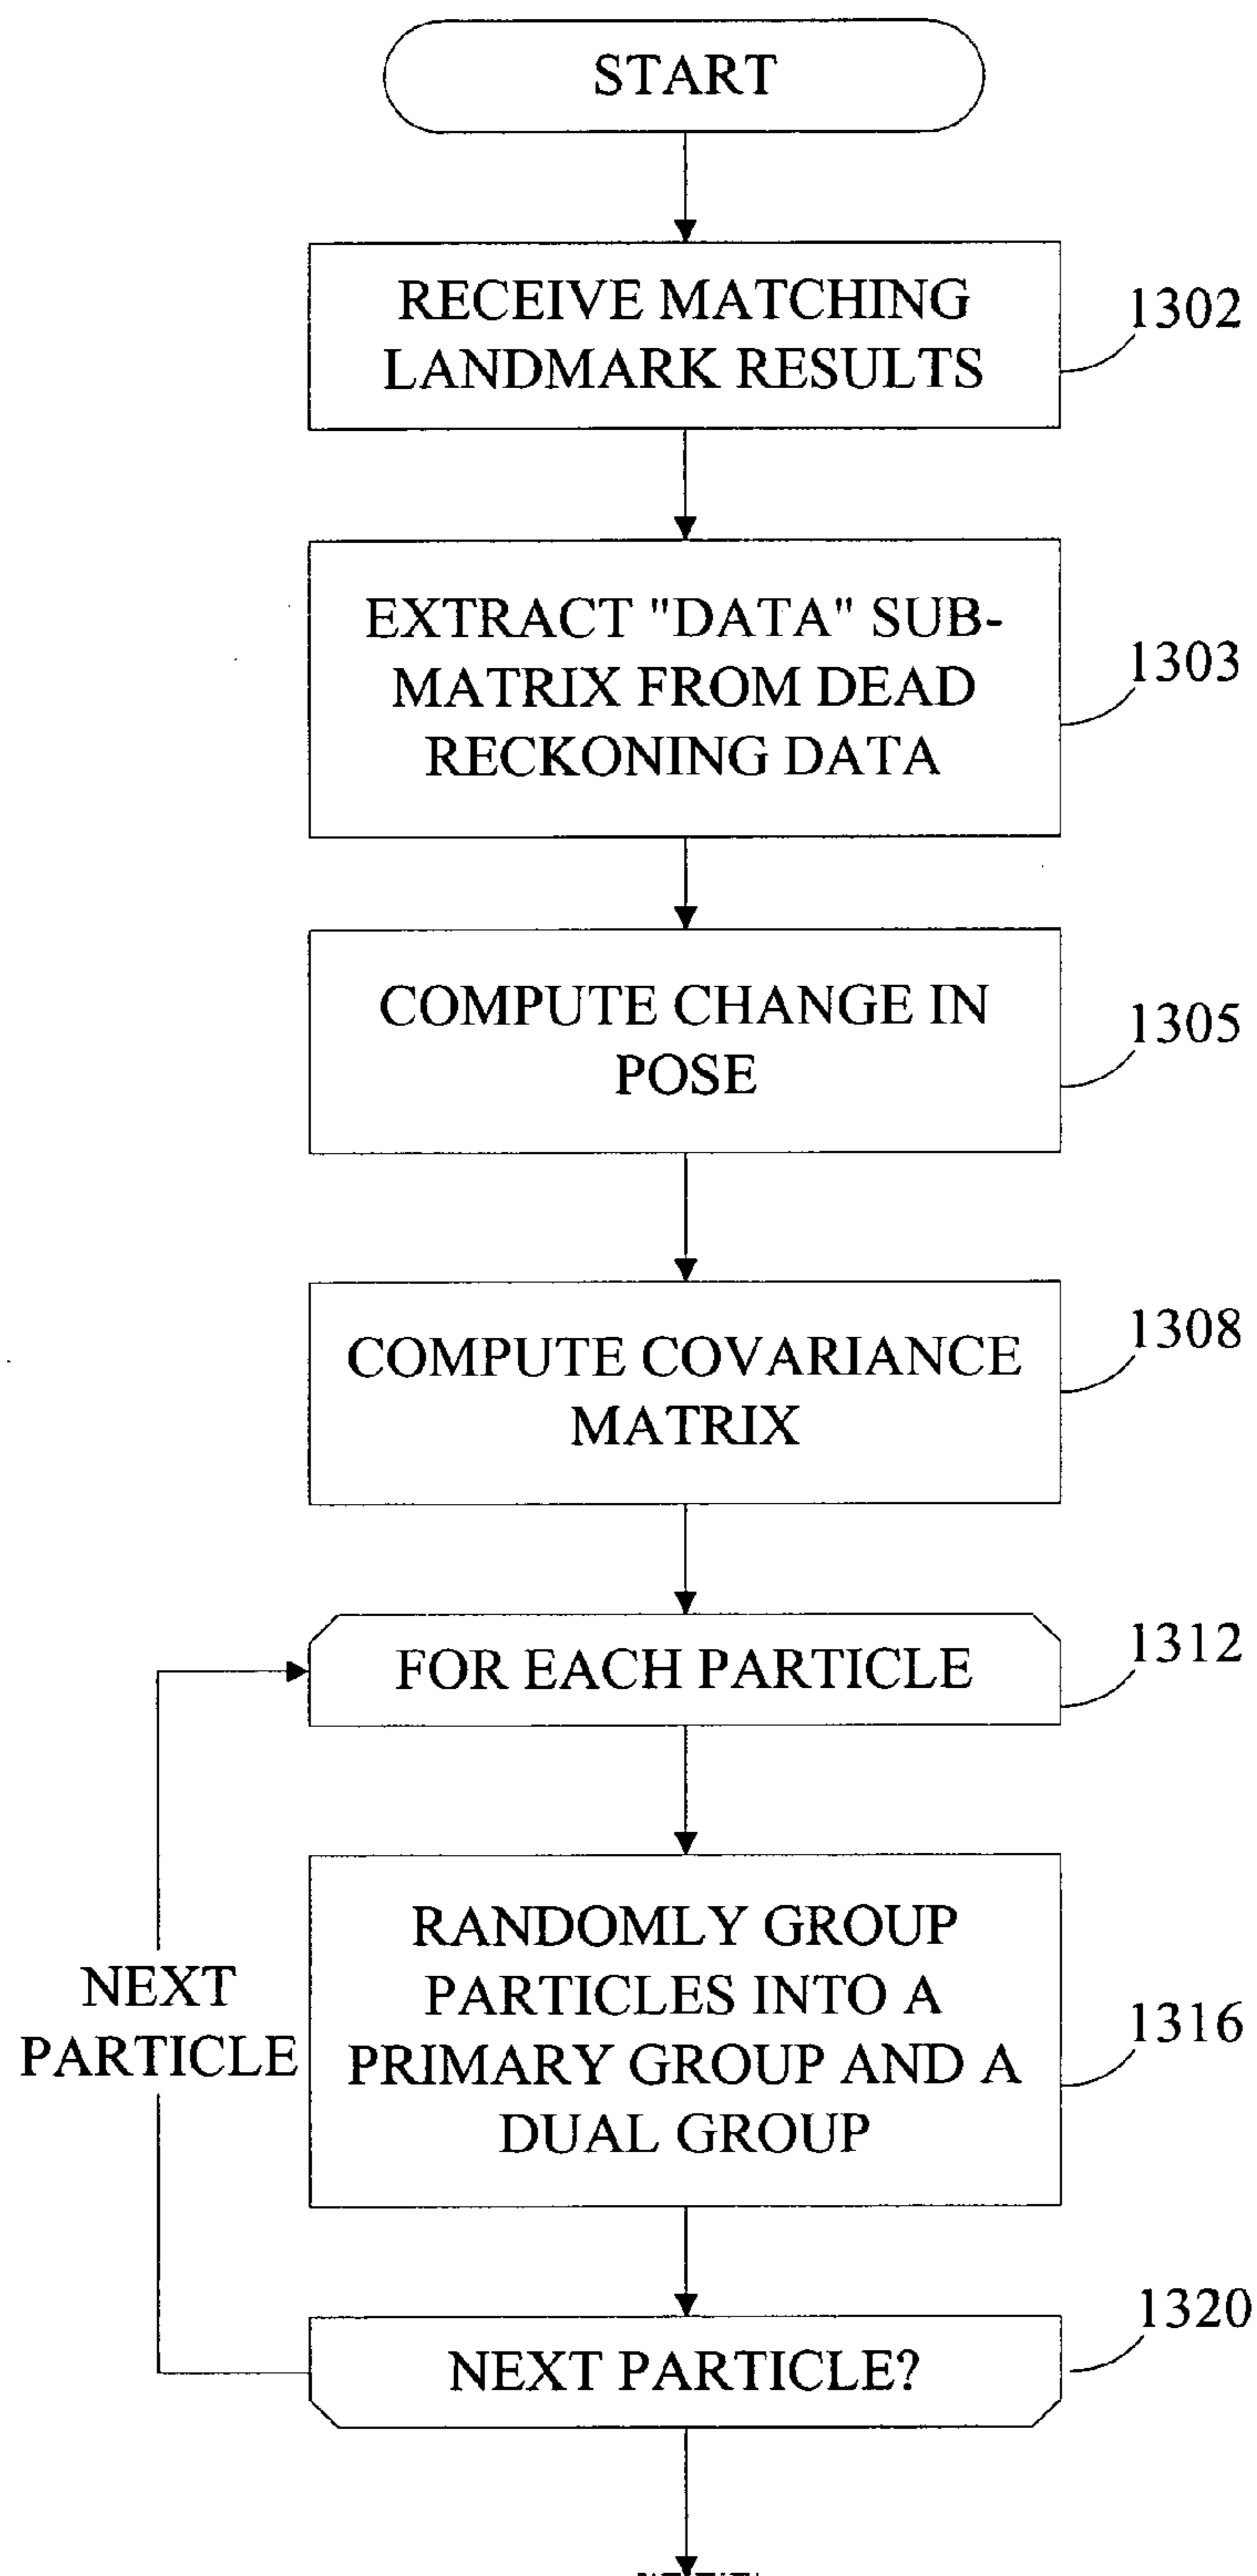 START
RECEIVE MATCHING
LANDMARK RESULTS
1302
EXTRACT "DATA" SUB-
MATRIX FROM DEAD
RECKONING DATA
1303
COMPUTE CHANGE IN
POSE
1305
COMPUTE COVARIANCE
MATRIX
1308
FOR EACH PARTICLE
1312
RANDOMLY GROUP
PARTICLES INTO A
PRIMARY GROUP AND A
DUAL GROUP
1316
NEXT
PARTICLE
NEXT PARTICLE?
1320